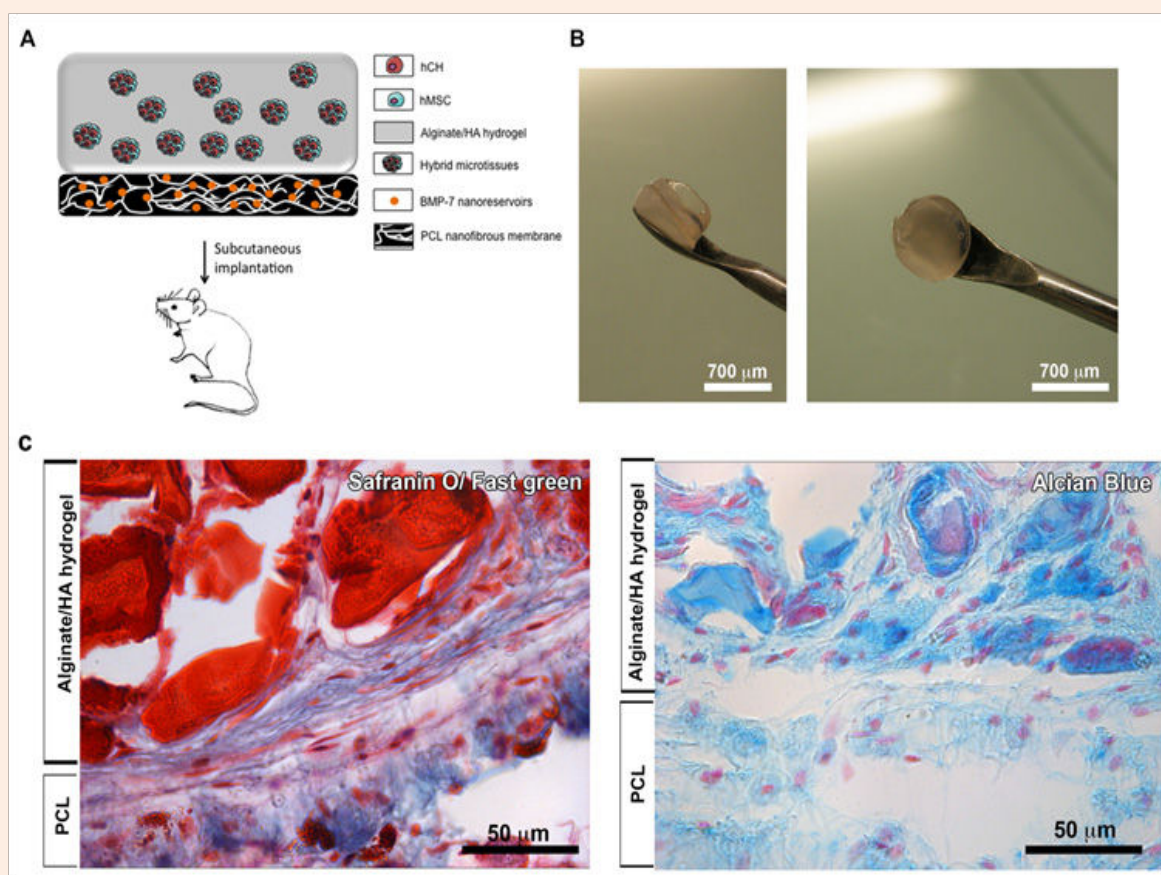 A
hCH
hMSC
Alginate/HA hydrogel
Hybrid microtissues
BMP-7 nanoreservoirs
PCL nanofibrous membrane
Subcutaneous
implantation
B
700 μm
700 μm
C
Alginate/HA hydrogel
PCL
Safranin O/ Fast green
50 μm
Alginate/HA hydrogel
PCL
Alcian Blue
50 μm